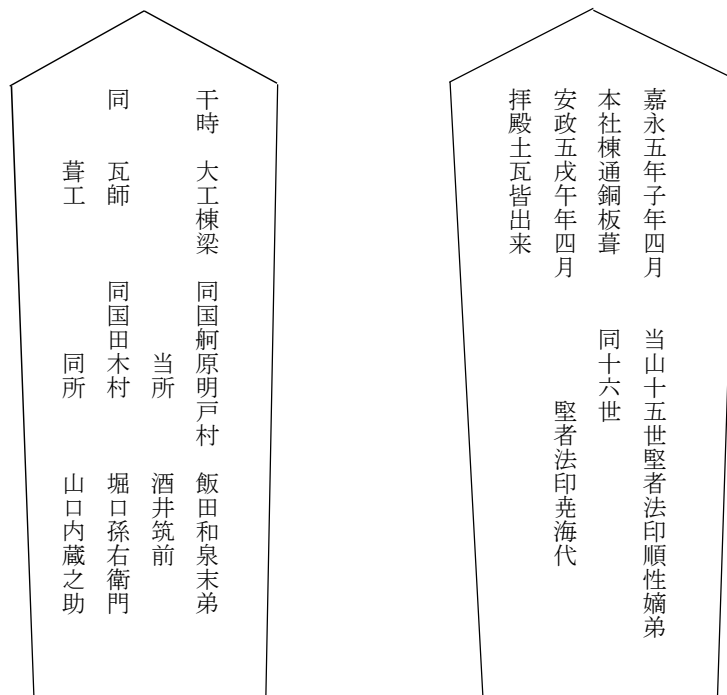 嘉永五年子年四月　当山十五世竪者法印順性嫡弟
本社棟通銅板葺　同十六世
安政五戌午年四月　竪者法印尭海代
拝殿土瓦皆出来
干時　大工棟梁　同国舸原明戸村　飯田和泉末弟
当所　酒井筑前
同　瓦師　同国田木村　堀口孫右衛門
葺工　同所　山口内蔵之助